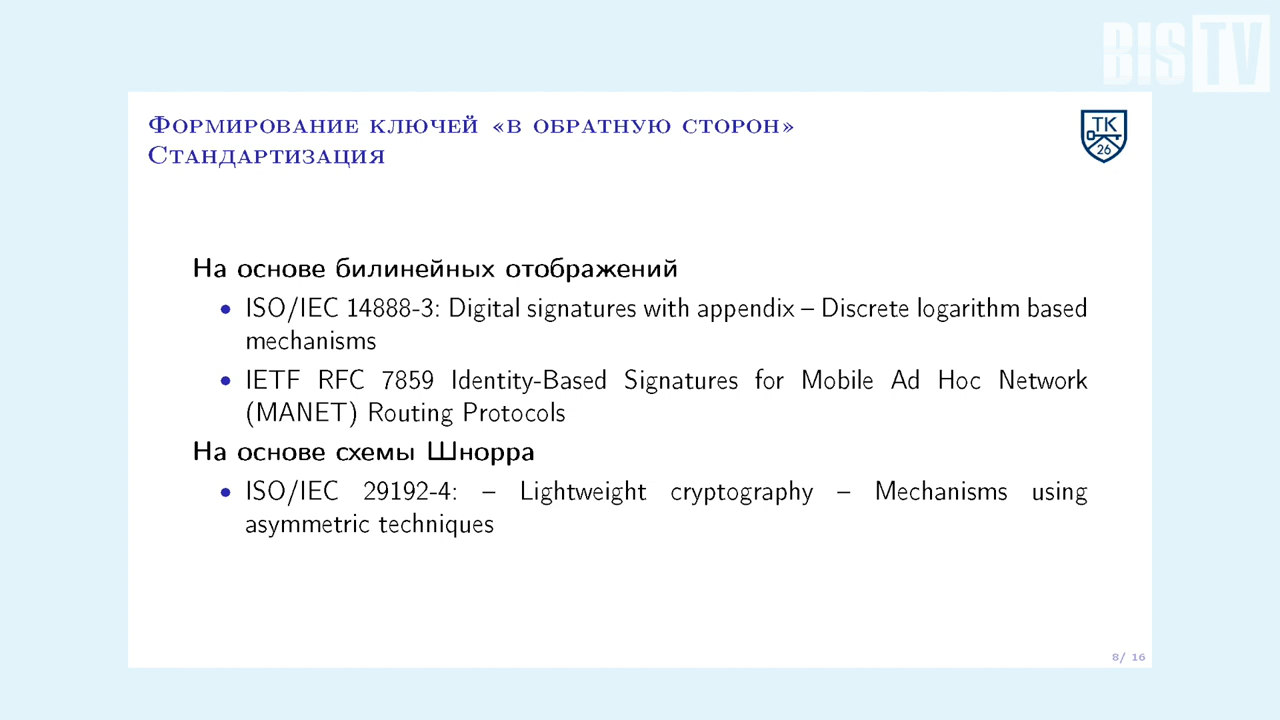 BIS TV
Формирование ключей «в обратную сторон»
Стандартизация
ТК
26
На основе билинейных отображений
• ISO/IEC 14888-3: Digital signatures with appendix – Discrete logarithm based
mechanisms
• IETF RFC 7859 Identity-Based Signatures for Mobile Ad Hoc Network
(MANET) Routing Protocols
На основе схемы Шнорра
• ISO/IEC 29192-4: – Lightweight cryptography – Mechanisms using
asymmetric techniques
8/ 16